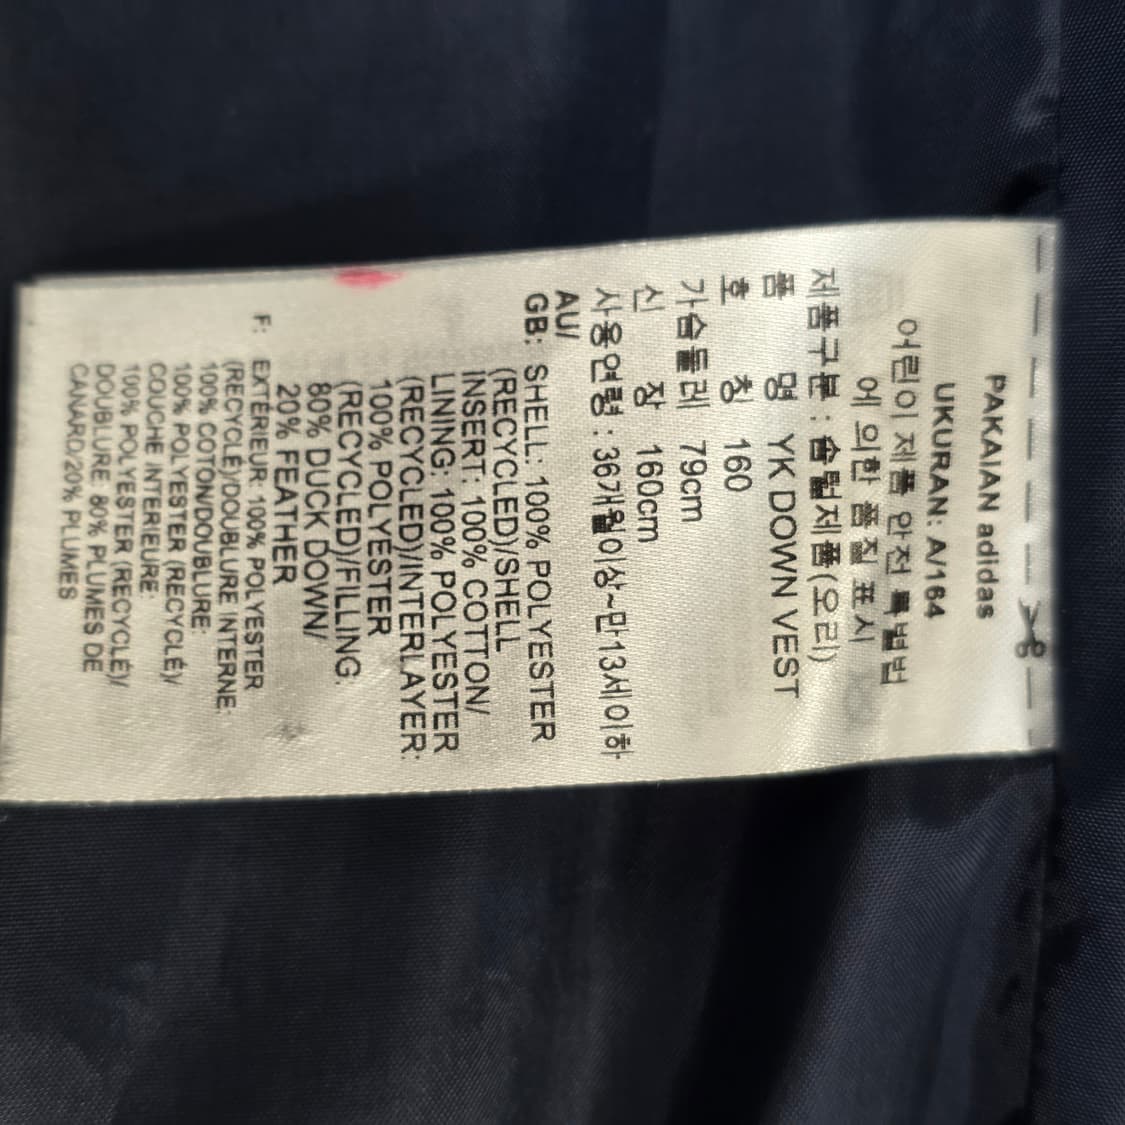 PAKAIAN adidas
UKURAN: A/164
어린이 제품 안전 특별법
에 의한 품질 표시
제품구분 : 솜털제품(오리)
품 명 YK DOWN VEST
호 칭 160
가슴둘레 79cm
신 장 160cm
사용연령 : 36개월이상~만13세이하
AU/
GB: SHELL: 100% POLYESTER
(RECYCLED)/SHELL
INSERT: 100% COTTON/
LINING: 100% POLYESTER
(RECYCLED)/INTERLAYER:
100% POLYESTER
(RECYCLED)/FILLING:
80% DUCK DOWN/
20% FEATHER
F: EXTÉRIEUR: 100% POLYESTER
(RECYCLÉ)/DOUBLURE INTERNE:
100% COTON/DOUBLURE:
100% POLYESTER (RECYCLÉ)/
COUCHE INTERIEURE:
100% POLYESTER (RECYCLÉ)/
DOUBLURE: 80% PLUMES DE
CANARD/20% PLUMES